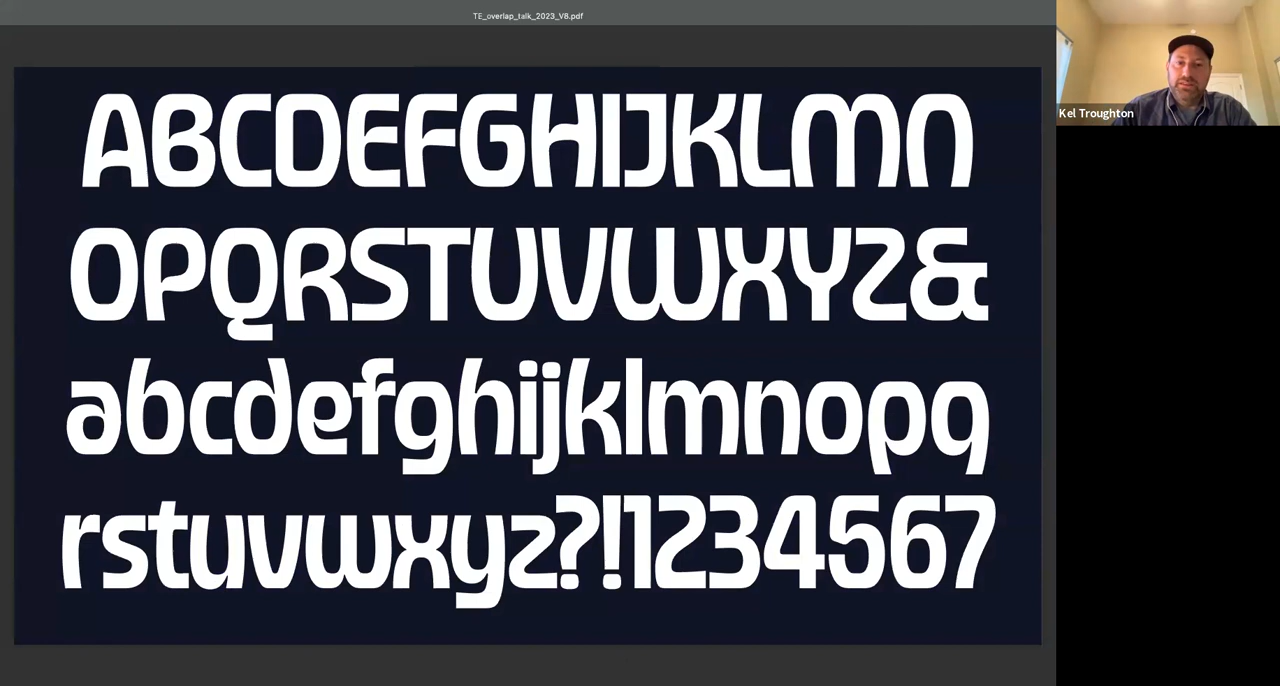 TE_overlap_talk_2023_V8.pdf
Kel Troughton
ABCDEFGHIJKLMN
OPQRSTUVWXYZ&
abcdefghijklmnopq
rstuvwxyz?!1234567